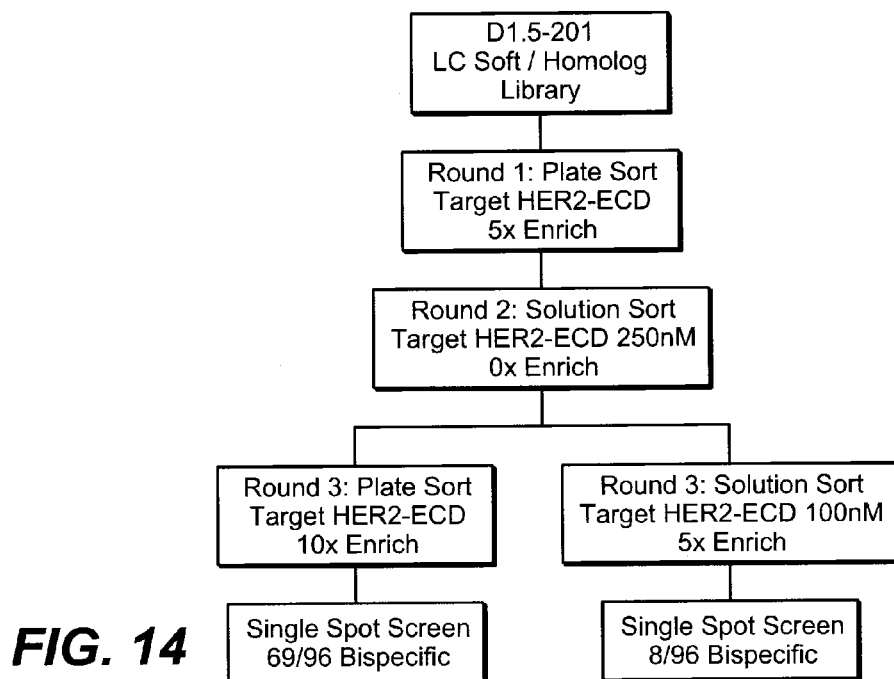 D1.5-201
LC Soft / Homolog
Library
Round 1: Plate Sort
Target HER2-ECD
5x Enrich
Round 2: Solution Sort
Target HER2-ECD 250nM
0x Enrich
Round 3: Plate Sort
Target HER2-ECD
10x Enrich
Round 3: Solution Sort
Target HER2-ECD 100nM
5x Enrich
Single Spot Screen
69/96 Bispecific
Single Spot Screen
8/96 Bispecific
FIG. 14